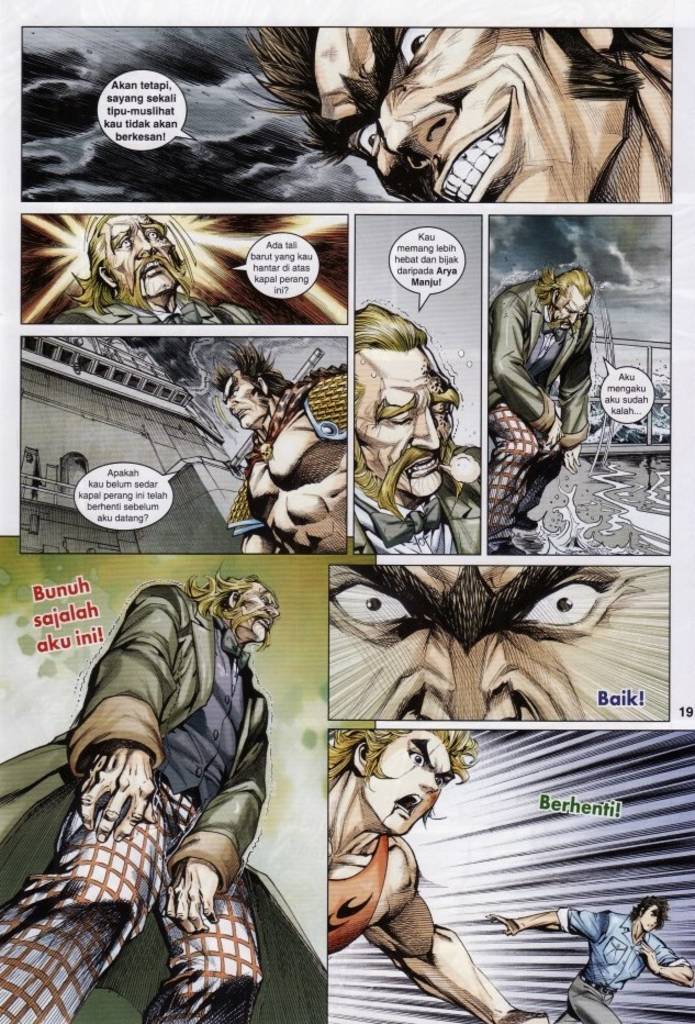 Akan tetapi,
sayang sekali
tipu-muslihat
kau tidak akan
berkesan!
Ada tali
barut yang kau
hantar di atas
kapal perang
ini?
Apakah
kau belum sedar
kapal perang ini telah
berhenti sebelum
aku datang?
Kau
memang lebih
hebat dan bijak
daripada Arya
Manju!
Aku
mengaku
aku sudah
kalah...
Bunuh
sajalah
aku ini!
Baik!
19
Berhenti!